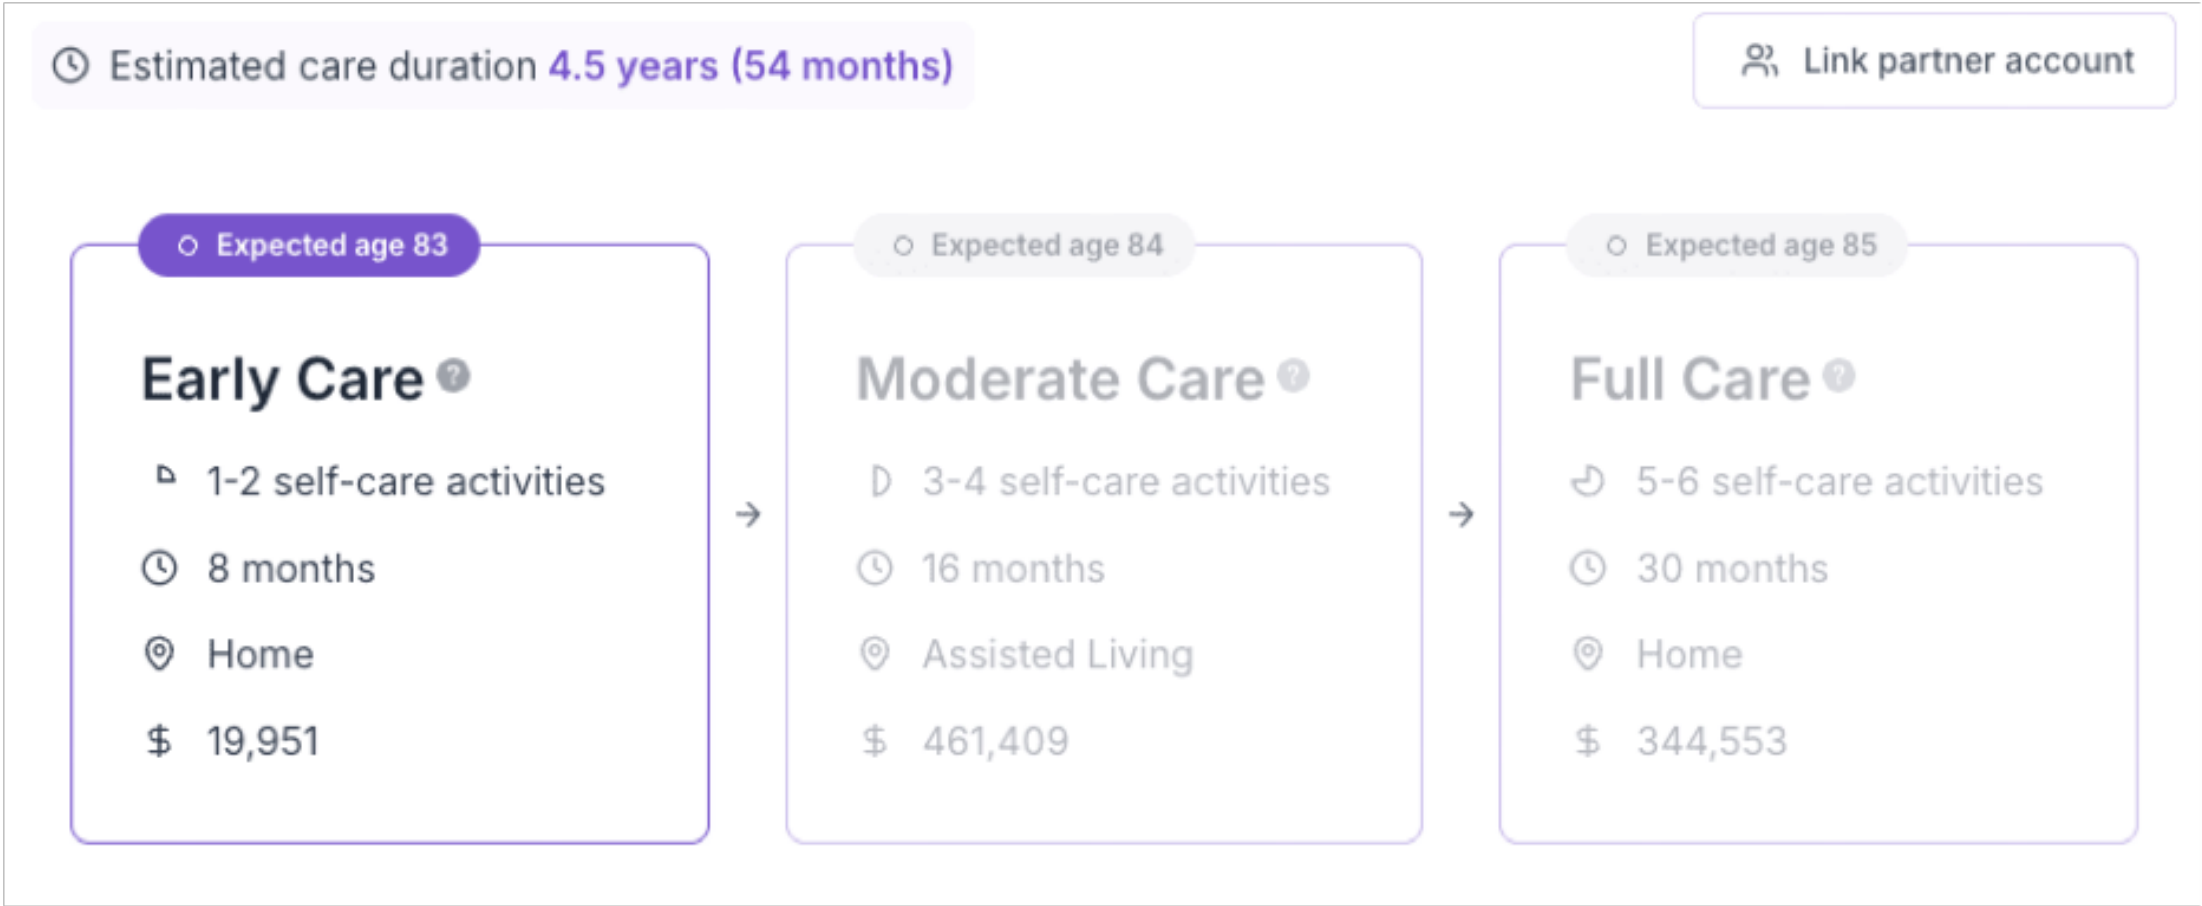 Estimated care duration 4.5 years (54 months)
Link partner account
Expected age 83
Early Care ?
1-2 self-care activities
8 months
Home
$ 19,951
Expected age 84
Moderate Care ?
3-4 self-care activities
16 months
Assisted Living
$ 461,409
Expected age 85
Full Care ?
5-6 self-care activities
30 months
Home
$ 344,553